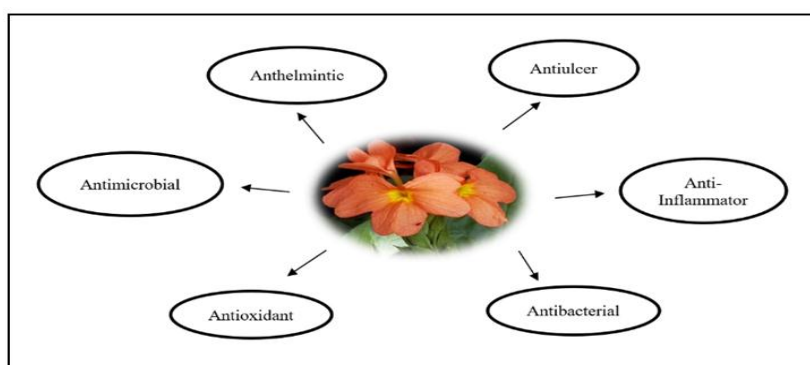 Anthelmintic
Antiulcer
Antimicrobial
Anti-
Inflammator
Antioxidant
Antibacterial